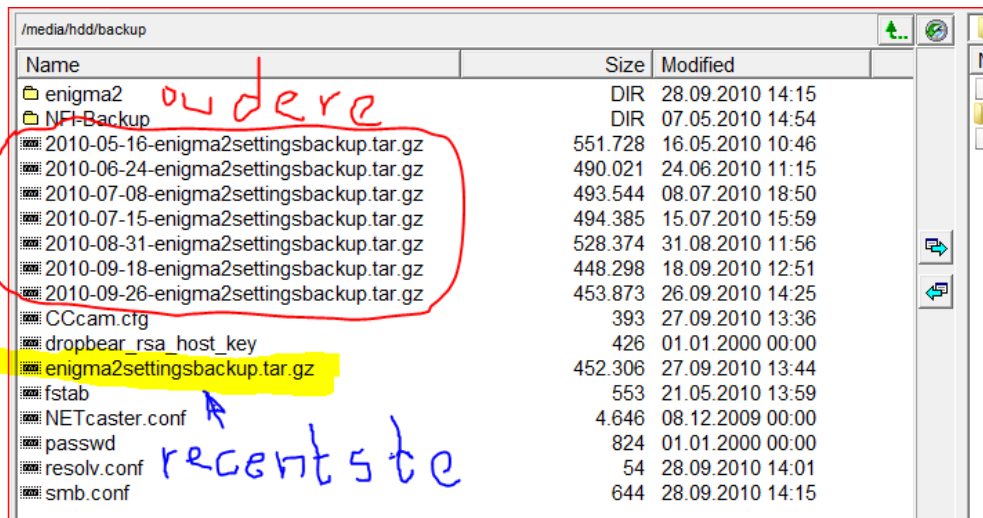 /media/hdd/backup
Name Size Modified
enigma2 DIR 28.09.2010 14:15
oudere
NFI-Backup DIR 07.05.2010 14:54
2010-05-16-enigma2settingsbackup.tar.gz 551.728 16.05.2010 10:46
2010-06-24-enigma2settingsbackup.tar.gz 490.021 24.06.2010 11:15
2010-07-08-enigma2settingsbackup.tar.gz 493.544 08.07.2010 18:50
2010-07-15-enigma2settingsbackup.tar.gz 494.385 15.07.2010 15:59
2010-08-31-enigma2settingsbackup.tar.gz 528.374 31.08.2010 11:56
2010-09-18-enigma2settingsbackup.tar.gz 448.298 18.09.2010 12:51
2010-09-26-enigma2settingsbackup.tar.gz 453.873 26.09.2010 14:25
CCcam.cfg 393 27.09.2010 13:36
dropbear_rsa_host_key 426 01.01.2000 00:00
enigma2settingsbackup.tar.gz 452.306 27.09.2010 13:44
fstab 553 21.05.2010 13:59
NETcaster.conf 4.646 08.12.2009 00:00
passwd 824 01.01.2000 00:00
recentste
resolv.conf 54 28.09.2010 14:01
smb.conf 644 28.09.2010 14:15